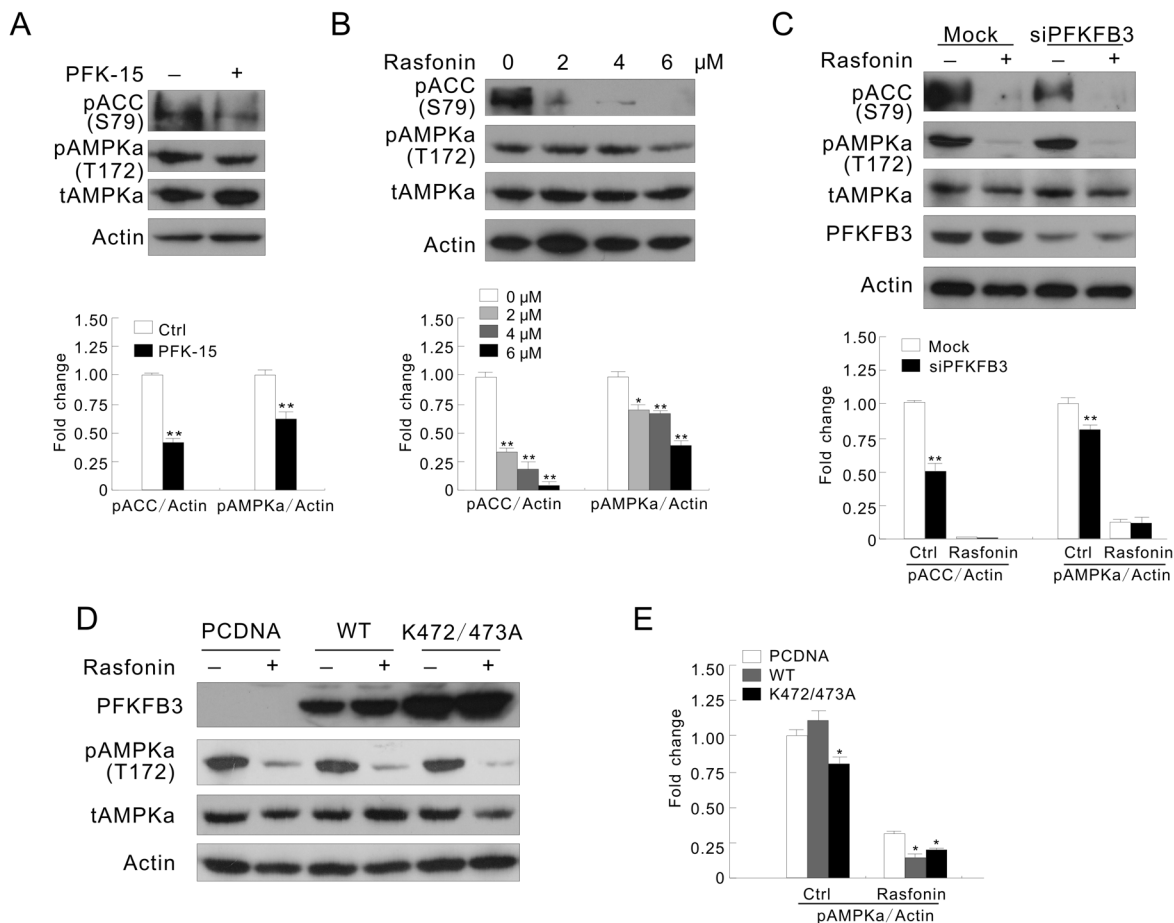 A
PFK-15 – +
pACC
(S79)
pAMPKa
(T172)
tAMPKa
Actin
1.50
1.25
1.00
0.75
0.50
0.25
0
Fold change
Ctrl
PFK-15
**
**
pACC/Actin pAMPKa/Actin
B
Rasfonin 0 2 4 6 μM
pACC
(S79)
pAMPKa
(T172)
tAMPKa
Actin
0 μM
2 μM
4 μM
6 μM
1.50
1.25
1.00
0.75
0.50
0.25
0
Fold change
**
**
**
*
**
**
pACC/Actin pAMPKa/Actin
C
Mock siPFKFB3
Rasfonin – + – +
pACC
(S79)
pAMPKa
(T172)
tAMPKa
PFKFB3
Actin
1.50
1.25
1.00
0.75
0.50
0.25
0
Fold change
Mock
siPFKFB3
**
**
Ctrl Rasfonin Ctrl Rasfonin
pACC/Actin pAMPKa/Actin
D
PCDNA WT K472/473A
Rasfonin – + – + – +
PFKFB3
pAMPKa
(T172)
tAMPKa
Actin
E
1.50
1.25
1.00
0.75
0.50
0.25
0
Fold change
PCDNA
WT
K472/473A
*
*
*
Ctrl Rasfonin
pAMPKa/Actin